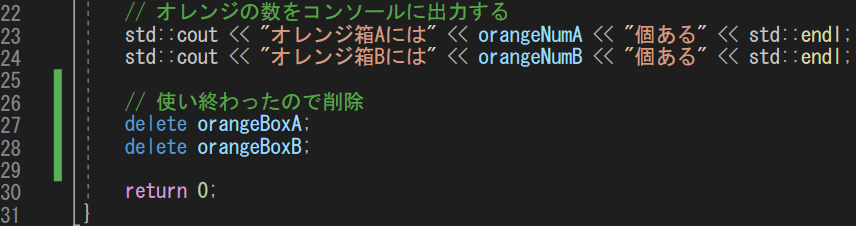 22 // オレンジの数をコンソールに出力する
23 std::cout << "オレンジ箱Aには" << orangeNumA << "個ある" << std::endl;
24 std::cout << "オレンジ箱Bには" << orangeNumB << "個ある" << std::endl;
25
26 // 使い終わったので削除
27 delete orangeBoxA;
28 delete orangeBoxB;
29
30 return 0;
31 }